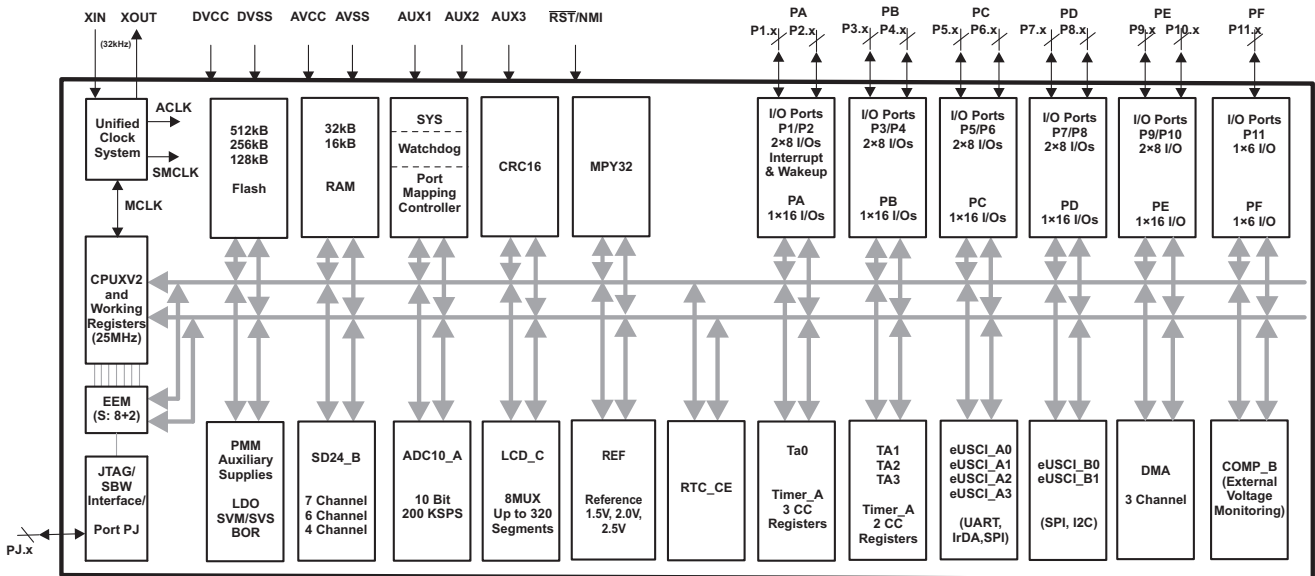 XIN
XOUT
(32kHz)
DVCC
DVSS
AVCC
AVSS
AUX1
AUX2
AUX3
RST/NMI
PA
P1.x
P2.x
PB
P3.x
P4.x
PC
P5.x
P6.x
PD
P7.x
P8.x
PE
P9.x
P10.x
PF
P11.x
Unified
Clock
System
ACLK
SMCLK
MCLK
512kB
256kB
128kB
Flash
32kB
16kB
RAM
SYS
Watchdog
Port
Mapping
Controller
CRC16
MPY32
I/O Ports
P1/P2
2×8 I/Os
Interrupt
& Wakeup
PA
1×16 I/Os
I/O Ports
P3/P4
2×8 I/Os
PB
1×16 I/Os
I/O Ports
P5/P6
2×8 I/Os
PC
1×16 I/Os
I/O Ports
P7/P8
2×8 I/Os
PD
1×16 I/Os
I/O Ports
P9/P10
2×8 I/O
PE
1×16 I/O
I/O Ports
P11
1×6 I/O
PF
1×6 I/O
CPUXV2
and
Working
Registers
(25MHz)
EEM
(S: 8+2)
JTAG/
SBW
Interface/
Port PJ
PJ.x
PMM
Auxiliary
Supplies
LDO
SVM/SVS
BOR
SD24_B
7 Channel
6 Channel
4 Channel
ADC10_A
10 Bit
200 KSPS
LCD_C
8MUX
Up to 320
Segments
REF
Reference
1.5V, 2.0V,
2.5V
RTC_CE
Ta0
Timer_A
3 CC
Registers
TA1
TA2
TA3
Timer_A
2 CC
Registers
eUSCI_A0
eUSCI_A1
eUSCI_A2
eUSCI_A3
(UART,
IrDA,SPI)
eUSCI_B0
eUSCI_B1
(SPI, I2C)
DMA
3 Channel
COMP_B
(External
Voltage
Monitoring)